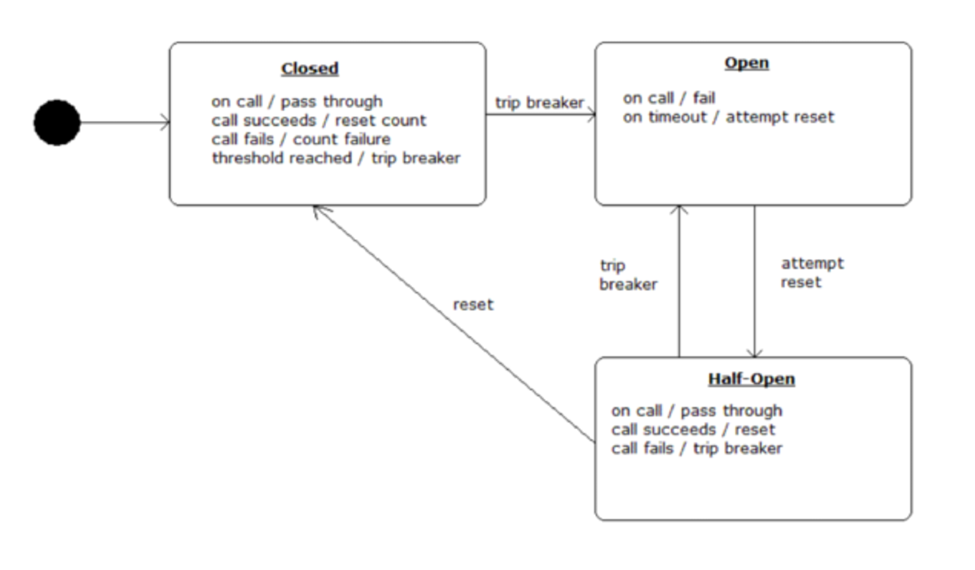 Closed
on call / pass through
call succeeds / reset count
call fails / count failure
threshold reached / trip breaker
trip breaker
Open
on call / fail
on timeout / attempt reset
trip
breaker
attempt
reset
reset
Half-Open
on call / pass through
call succeeds / reset
call fails / trip breaker